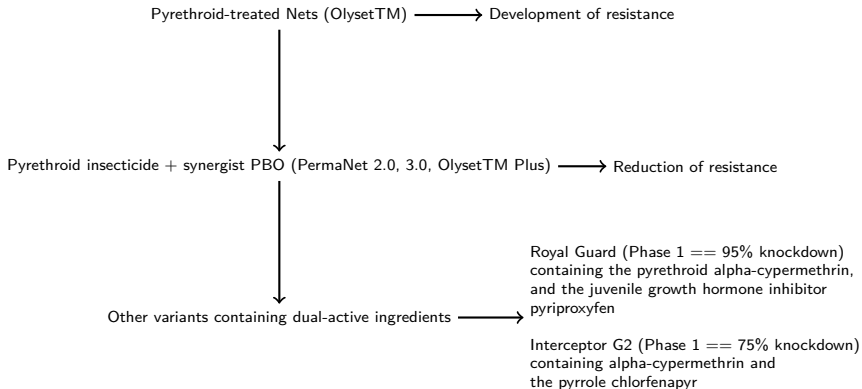 Pyrethroid-treated Nets (OlysetTM)
Development of resistance
Pyrethroid insecticide + synergist PBO (PermaNet 2.0, 3.0, OlysetTM Plus)
Reduction of resistance
Other variants containing dual-active ingredients
Royal Guard (Phase 1 == 95% knockdown)
containing the pyrethroid alpha-cypermethrin,
and the juvenile growth hormone inhibitor
pyriproxyfen
Interceptor G2 (Phase 1 == 75% knockdown)
containing alpha-cypermethrin and
the pyrrole chlorfenapyr